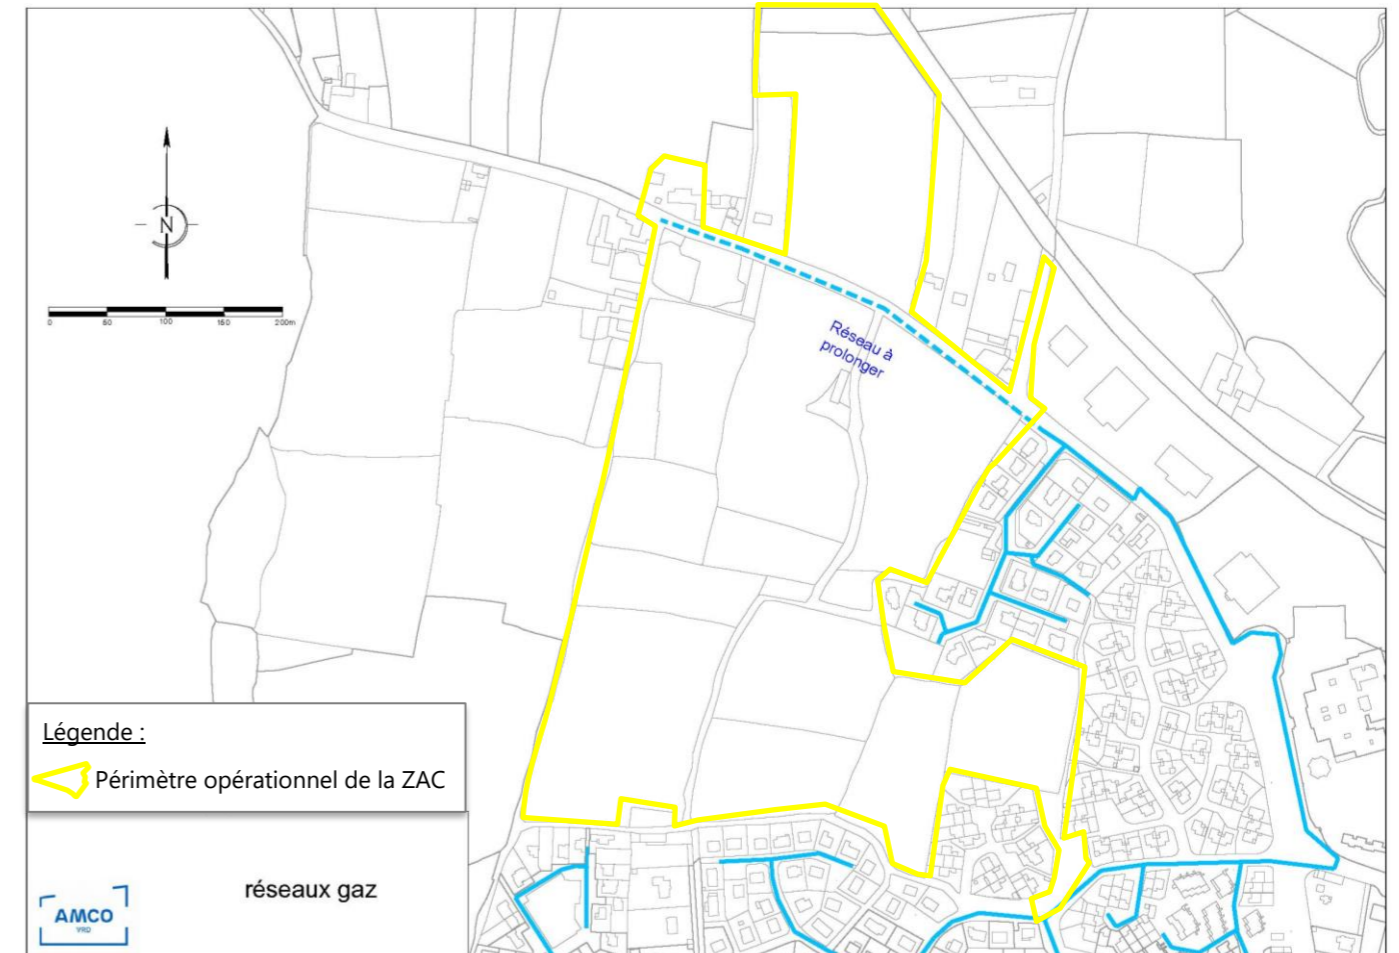 N
0
50
100
150
200m
Réseau à
prolonger
Légende :
Périmètre opérationnel de la ZAC
réseaux gaz
AMCO
VRD